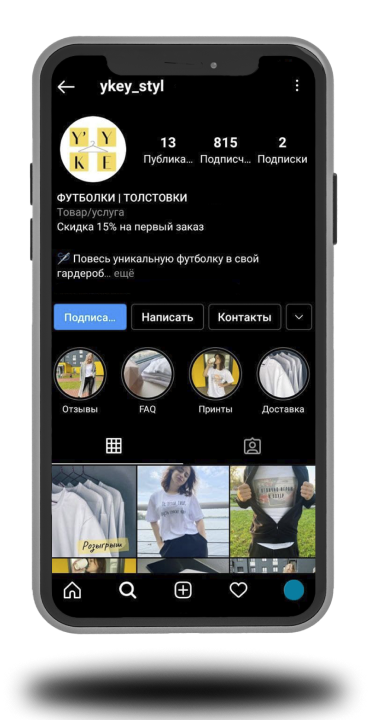 ykey_styl
Y' Y
K E
13 815 2
Публика... Подписч... Подписки
ФУТБОЛКИ | ТОЛСТОВКИ
Товар/услуга
Скидка 15% на первый заказ
Повесь уникальную футболку в свой
гардероб... ещё
Подписа... Написать Контакты
Отзывы FAQ Принты Доставка
Розыгрыш